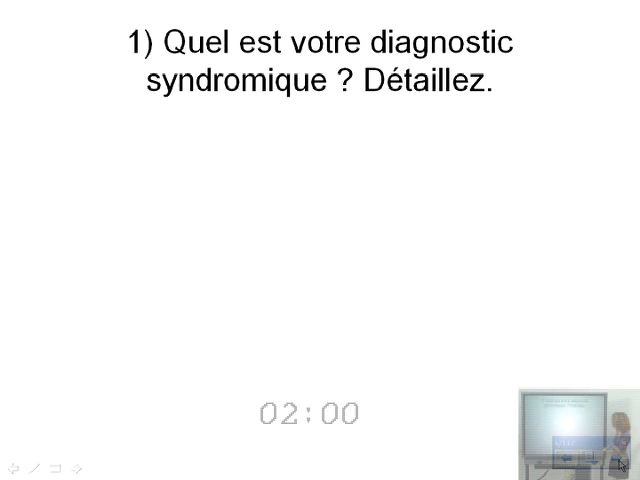 1) Quel est votre diagnostic
syndromique ? Détaillez.
02:00